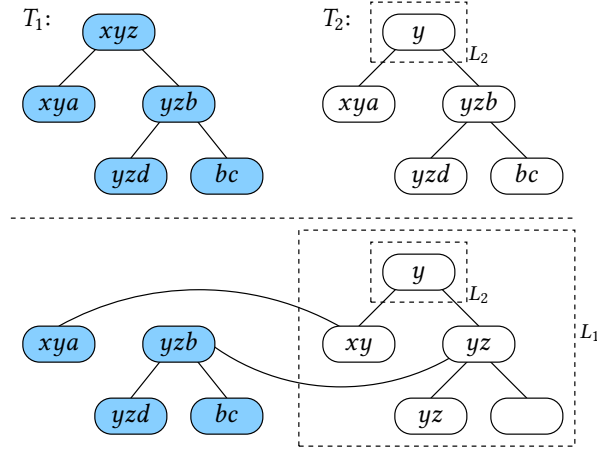 T₁: xyz T₂: y
L₂
xya yzb xya yzb
yzd bc yzd bc
y
L₂
L₁
xya yzb xy yz
yzd bc yz